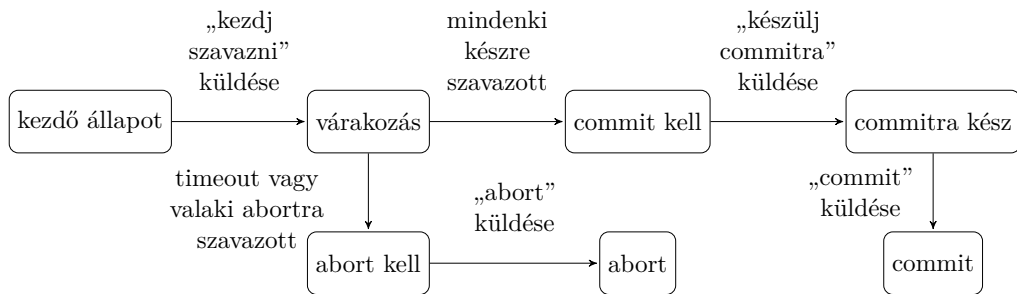 „kezdj
szavazni”
küldése
mindenki
készre
szavazott
„készülj
commitra”
küldése
kezdő állapot
várakozás
commit kell
commitra kész
timeout vagy
valaki abortra
szavazott
„abort”
küldése
„commit”
küldése
abort kell
abort
commit